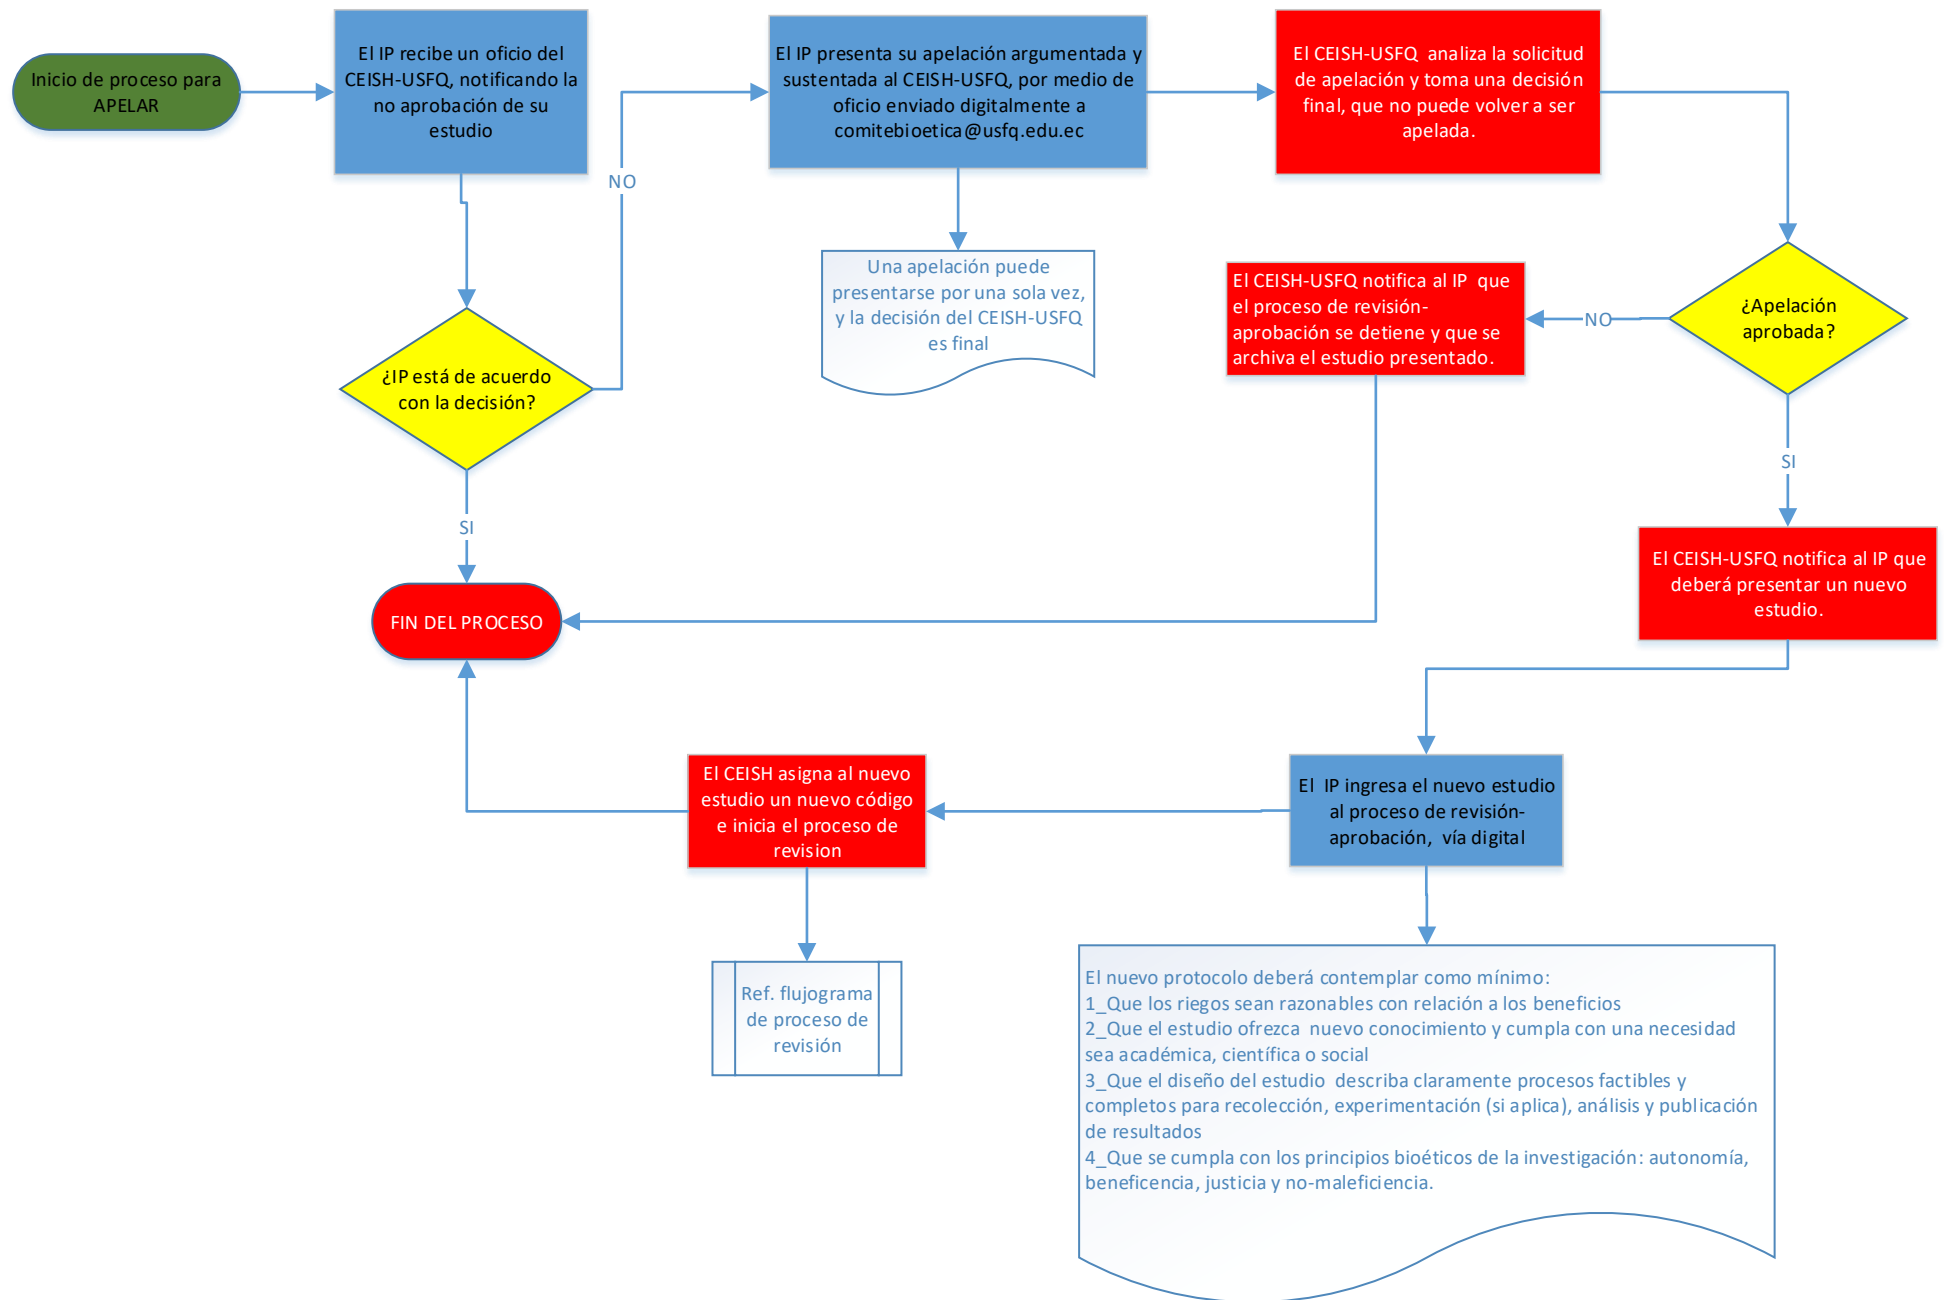 Inicio de proceso para
APELAR
El IP recibe un oficio del
CEISH-USFQ, notificando la
no aprobación de su
estudio
NO
El IP presenta su apelación argumentada y
sustentada al CEISH-USFQ, por medio de
oficio enviado digitalmente a
comitebioetica@usfq.edu.ec
El CEISH-USFQ analiza la solicitud
de apelación y toma una decisión
final, que no puede volver a ser
apelada.
Una apelación puede
presentarse por una sola vez,
y la decisión del CEISH-USFQ
es final
El CEISH-USFQ notifica al IP que
el proceso de revisión-
aprobación se detiene y que se
archiva el estudio presentado.
NO
¿Apelación
aprobada?
¿IP está de acuerdo
con la decisión?
SI
SI
El CEISH-USFQ notifica al IP que
deberá presentar un nuevo
estudio.
FIN DEL PROCESO
El CEISH asigna al nuevo
estudio un nuevo código
e inicia el proceso de
revision
El IP ingresa el nuevo estudio
al proceso de revisión-
aprobación, vía digital
Ref. flujograma
de proceso de
revisión
El nuevo protocolo deberá contemplar como mínimo:
1_Que los riegos sean razonables con relación a los beneficios
2_Que el estudio ofrezca nuevo conocimiento y cumpla con una necesidad
sea académica, científica o social
3_Que el diseño del estudio describa claramente procesos factibles y
completos para recolección, experimentación (si aplica), análisis y publicación
de resultados
4_Que se cumpla con los principios bioéticos de la investigación: autonomía,
beneficencia, justicia y no-maleficiencia.